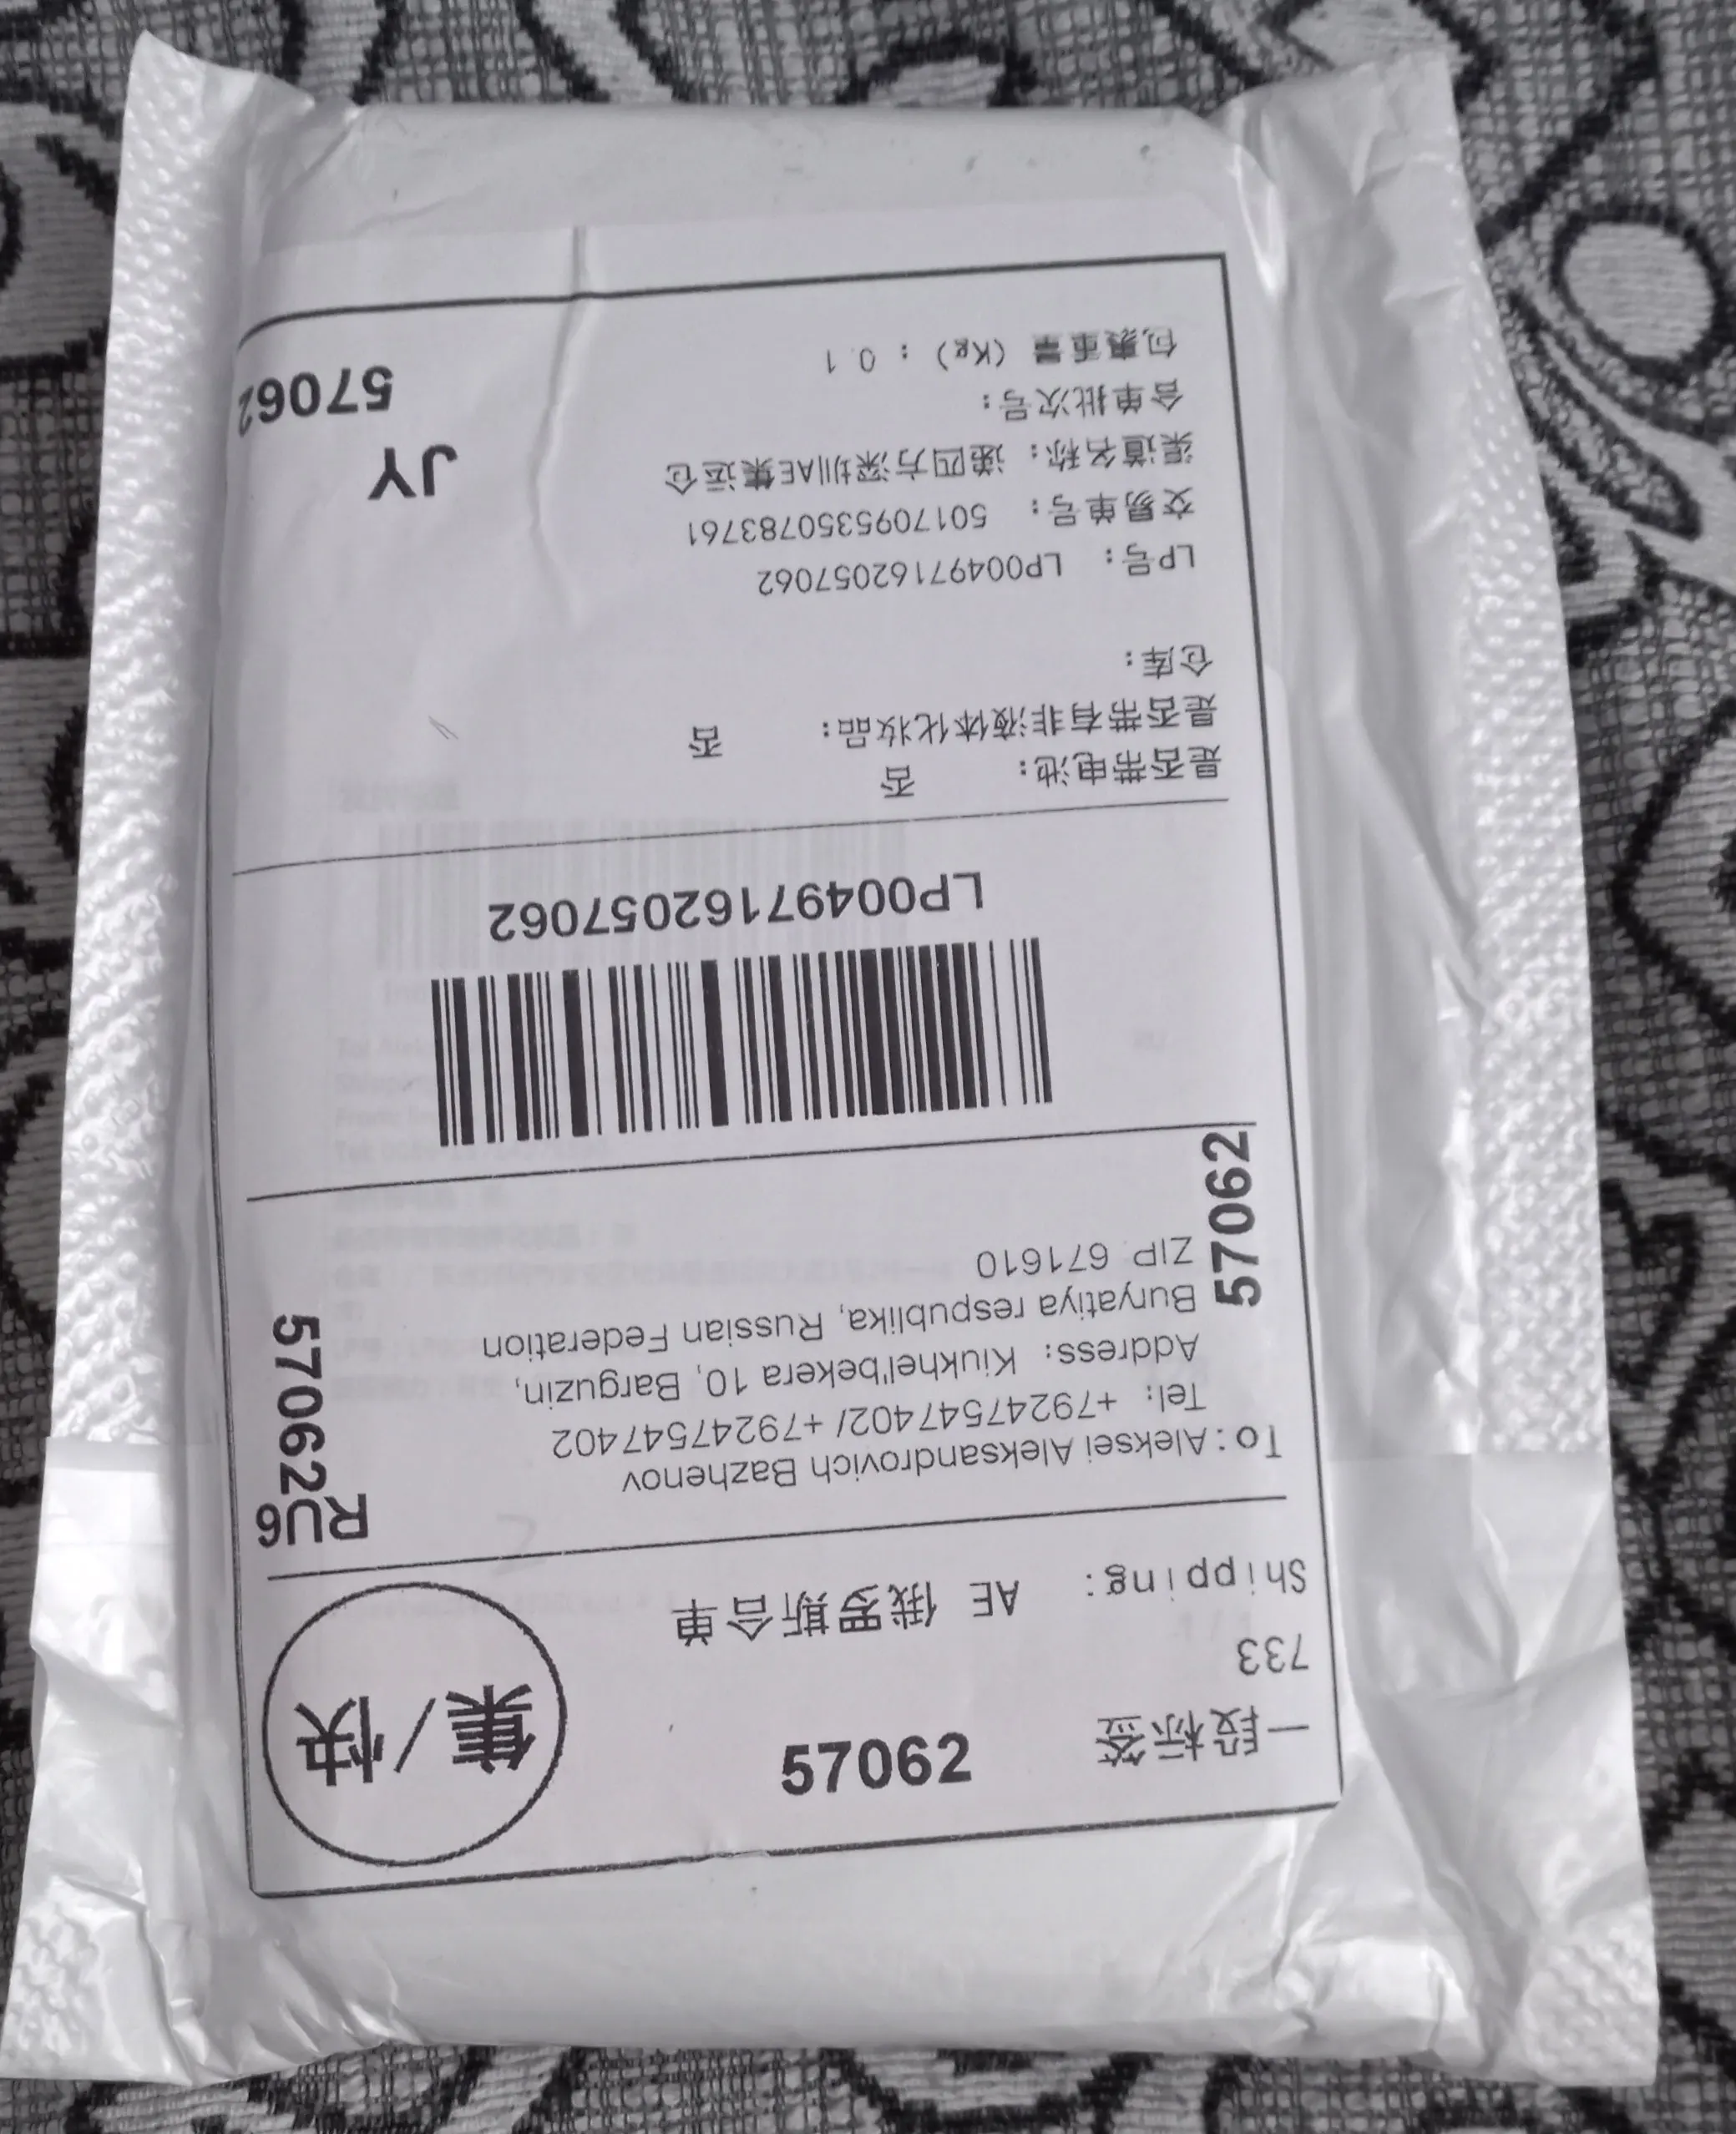 一段标签 57062 集/快
733
Shipping: AE 俄罗斯合单
To:Aleksei Aleksandrovich Bazhenov RU6
Tel: +79247547402/ +79247547402
Address: Kiukhel'bekera 10, Barguzin,
Buryatiya respublika, Russian Federation
ZIP 671610
57062
57062
LP00497162057062
是否带电池: 否
是否带有非液体化妆品: 否
仓库:
LP号: LP00497162057062
交易单号: 5017095350783761
渠道名称: 递四方深圳AE集运仓
JY
合单批次号:
57062
包裹重量 (Kg) : 0.1